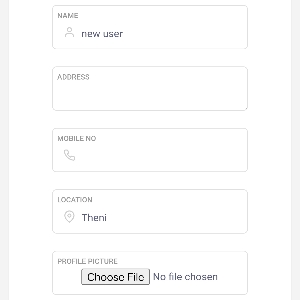 NAME
new user
ADDRESS
MOBILE NO
LOCATION
Theni
PROFILE PICTURE
Choose File No file chosen